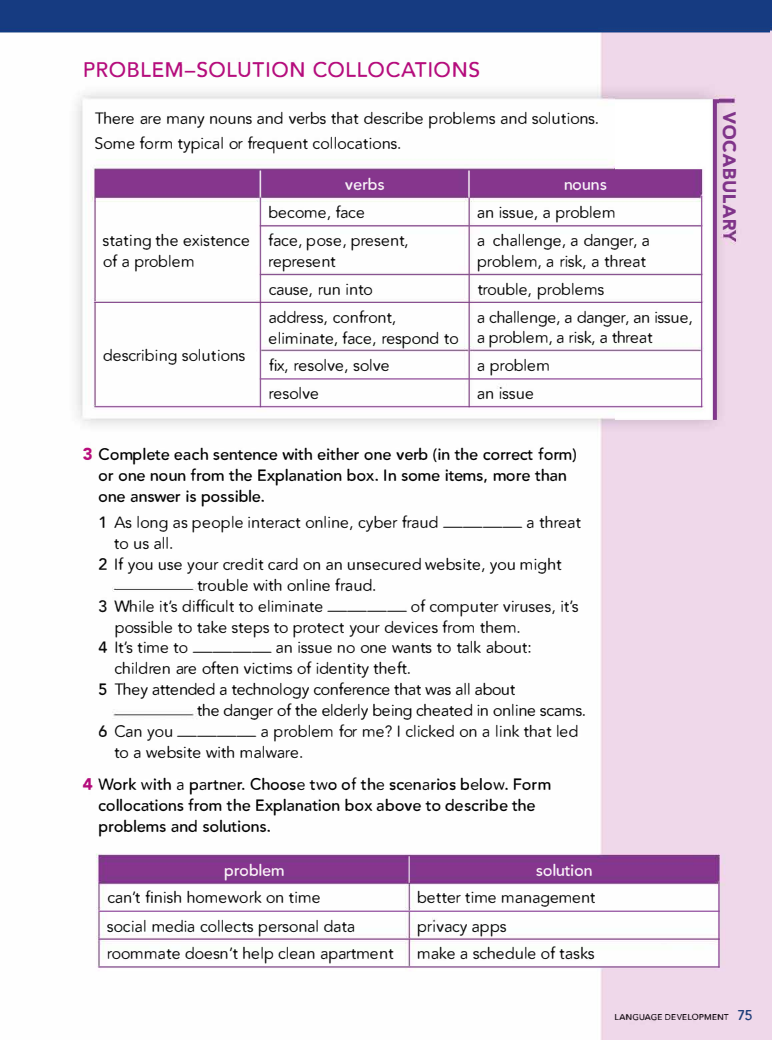 PROBLEM–SOLUTION COLLOCATIONS
There are many nouns and verbs that describe problems and solutions.
Some form typical or frequent collocations.
VOCABULARY
verbs nouns
stating the existence of a problem
become, face an issue, a problem
face, pose, present, a challenge, a danger, a
represent problem, a risk, a threat
cause, run into trouble, problems
describing solutions
address, confront, a challenge, a danger, an issue,
eliminate, face, respond to a problem, a risk, a threat
fix, resolve, solve a problem
resolve an issue
3 Complete each sentence with either one verb (in the correct form)
or one noun from the Explanation box. In some items, more than
one answer is possible.
1 As long as people interact online, cyber fraud ________ a threat
to us all.
2 If you use your credit card on an unsecured website, you might
________ trouble with online fraud.
3 While it's difficult to eliminate ________ of computer viruses, it's
possible to take steps to protect your devices from them.
4 It's time to ________ an issue no one wants to talk about:
children are often victims of identity theft.
5 They attended a technology conference that was all about
________ the danger of the elderly being cheated in online scams.
6 Can you ________ a problem for me? I clicked on a link that led
to a website with malware.
4 Work with a partner. Choose two of the scenarios below. Form
collocations from the Explanation box above to describe the
problems and solutions.
problem solution
can't finish homework on time better time management
social media collects personal data privacy apps
roommate doesn't help clean apartment make a schedule of tasks
LANGUAGE DEVELOPMENT 75